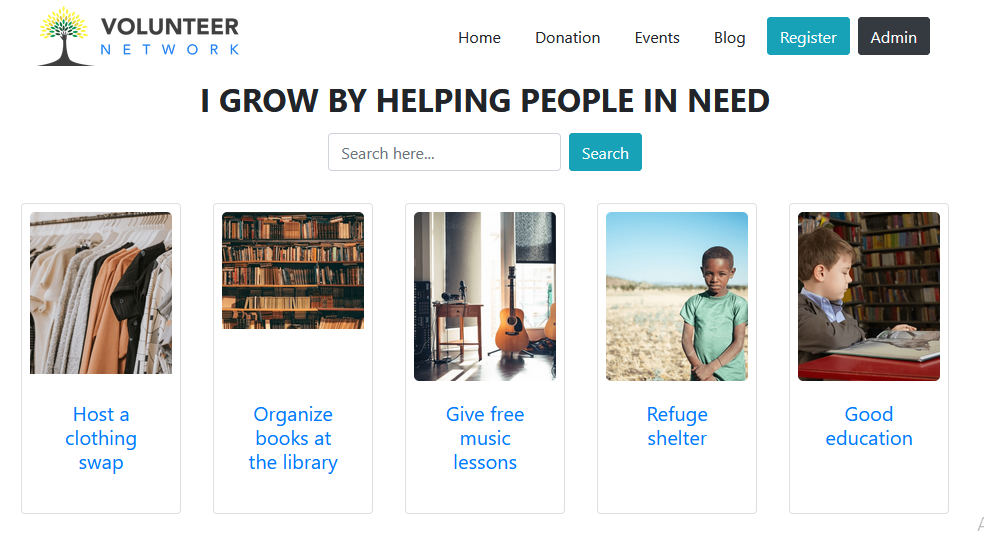 VOLUNTEER
NETWORK
Home Donation Events Blog Register Admin
I GROW BY HELPING PEOPLE IN NEED
Search here... Search
Host a
clothing
swap
Organize
books at
the library
Give free
music
lessons
Refuge
shelter
Good
education
A